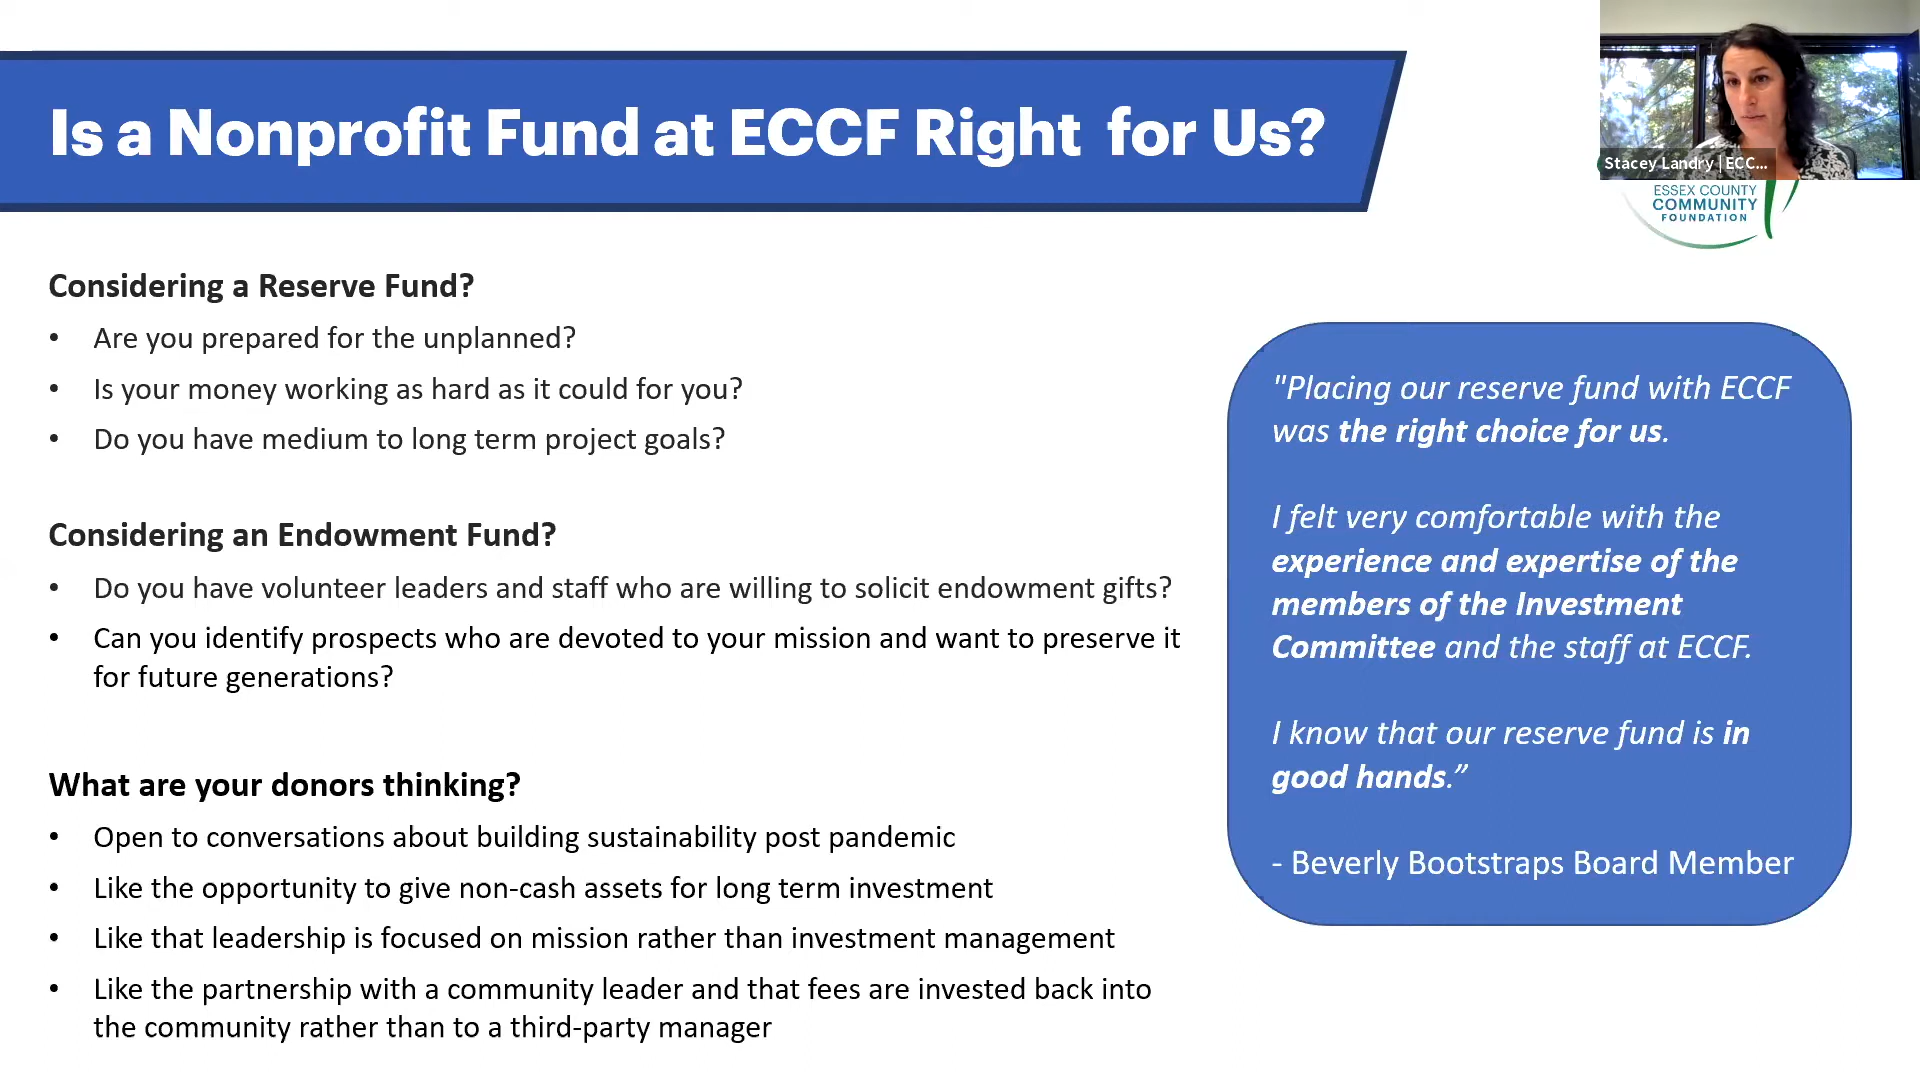 Is a Nonprofit Fund at ECCF Right for Us?
Stacey Landry | ECC...
ESSEX COUNTY
COMMUNITY
FOUNDATION
Considering a Reserve Fund?
• Are you prepared for the unplanned?
• Is your money working as hard as it could for you?
• Do you have medium to long term project goals?
Considering an Endowment Fund?
• Do you have volunteer leaders and staff who are willing to solicit endowment gifts?
• Can you identify prospects who are devoted to your mission and want to preserve it
for future generations?
What are your donors thinking?
• Open to conversations about building sustainability post pandemic
• Like the opportunity to give non-cash assets for long term investment
• Like that leadership is focused on mission rather than investment management
• Like the partnership with a community leader and that fees are invested back into
the community rather than to a third-party manager
"Placing our reserve fund with ECCF
was the right choice for us.
I felt very comfortable with the
experience and expertise of the
members of the Investment
Committee and the staff at ECCF.
I know that our reserve fund is in
good hands.”
- Beverly Bootstraps Board Member